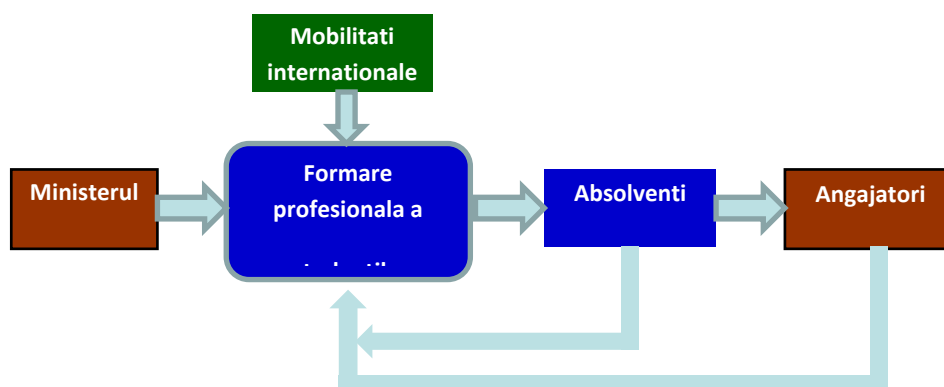 Mobilitati
internationale
Ministerul
Formare
profesionala a
Absolventi
Angajatori